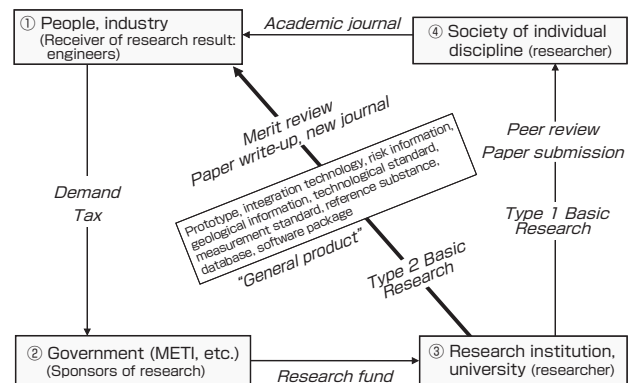 ① People, industry
(Receiver of research result:
engineers)
Academic journal
④ Society of individual
discipline (researcher)
Merit review
Paper write-up, new journal
Peer review
Paper submission
Prototype, integration technology, risk information,
geological information, technological standard,
measurement standard, reference substance,
database, software package
"General product"
Demand
Tax
Type 1 Basic
Research
Type 2 Basic
Research
② Government (METI, etc.)
(Sponsors of research)
Research fund
③ Research institution,
university (researcher)